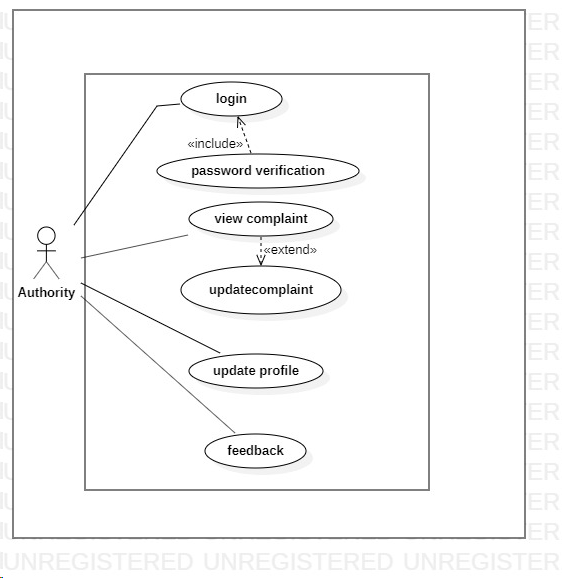 login
«include»
password verification
view complaint
«extend»
Authority
updatecomplaint
update profile
feedback
UNREGISTERED UNREGISTERED UNREGISTER